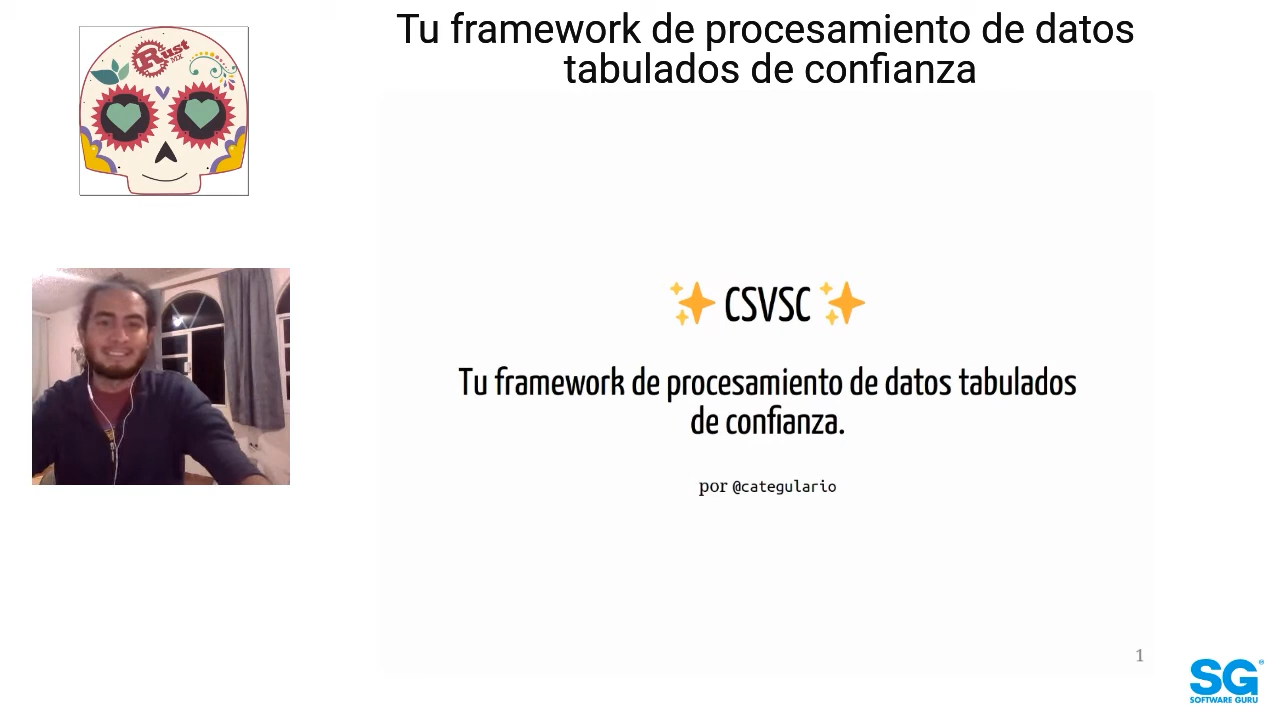 Rust
MX
Tu framework de procesamiento de datos
tabulados de confianza
✨ CSVSC ✨
Tu framework de procesamiento de datos tabulados
de confianza.
por @categulario
1
SG®
SOFTWARE GURU